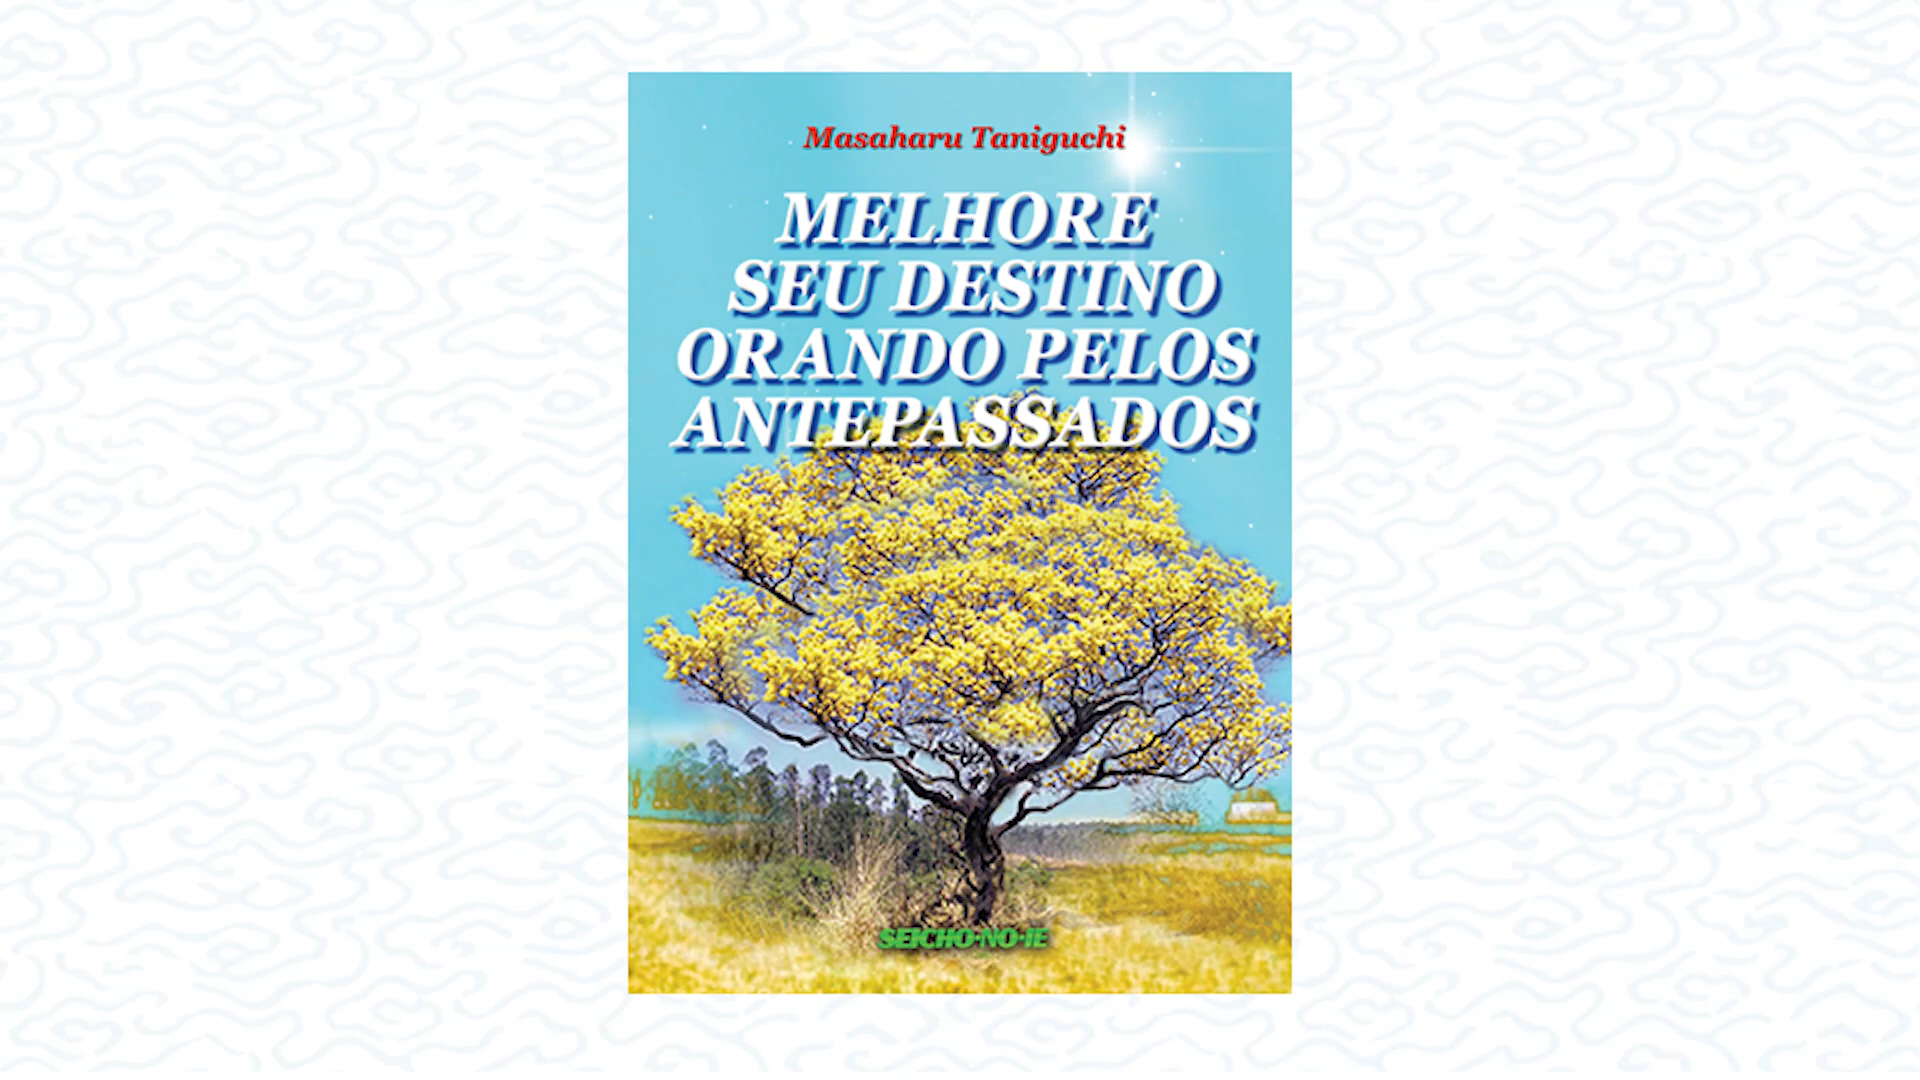 Masaharu Taniguchi
MELHORE
SEU DESTINO
ORANDO PELOS
ANTEPASSADOS
SEICHO-NO-IE